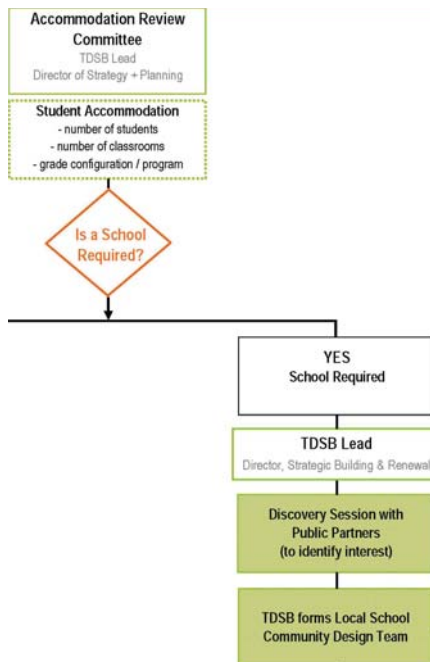 Accommodation Review
Committee
TDSB Lead
Director of Strategy + Planning
Student Accommodation
- number of students
- number of classrooms
- grade configuration / program
Is a School
Required?
YES
School Required
TDSB Lead
Director, Strategic Building & Renewal
Discovery Session with
Public Partners
(to identify interest)
TDSB forms Local School
Community Design Team